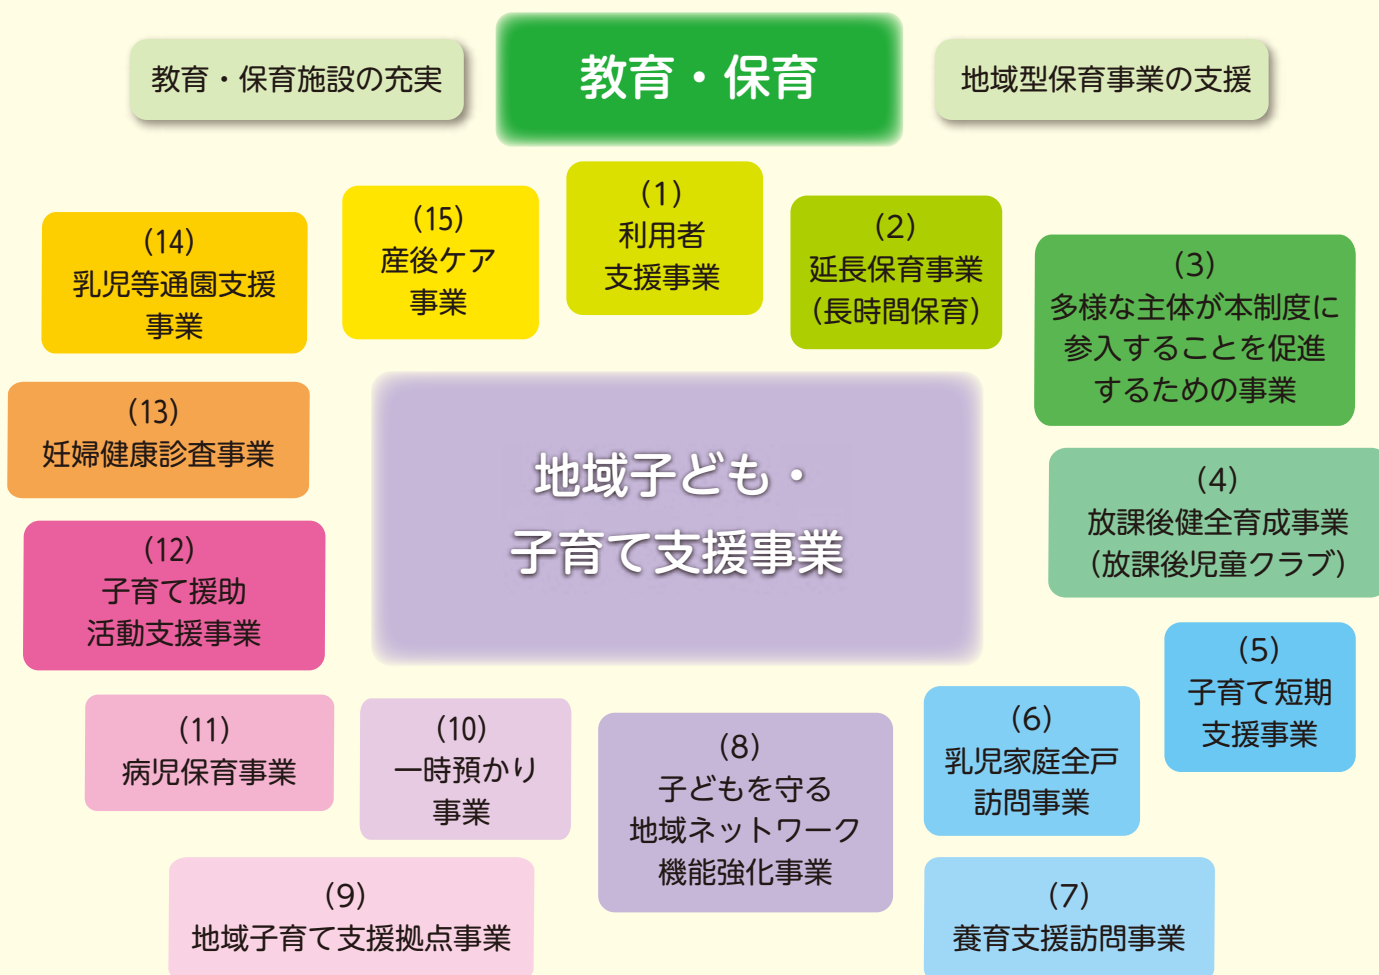 教育・保育施設の充実
教育・保育
地域型保育事業の支援
(1)
利用者
支援事業
(2)
延長保育事業
(長時間保育)
(3)
多様な主体が本制度に
参入することを促進
するための事業
(4)
放課後健全育成事業
(放課後児童クラブ)
(5)
子育て短期
支援事業
(6)
乳児家庭全戸
訪問事業
(7)
養育支援訪問事業
(8)
子どもを守る
地域ネットワーク
機能強化事業
(9)
地域子育て支援拠点事業
(10)
一時預かり
事業
(11)
病児保育事業
(12)
子育て援助
活動支援事業
(13)
妊婦健康診査事業
(14)
乳児等通園支援
事業
(15)
産後ケア
事業
地域子ども・
子育て支援事業